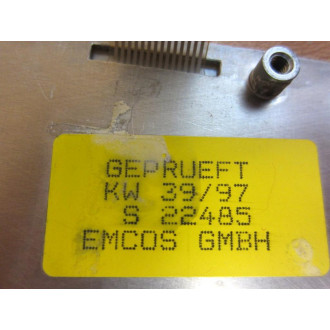 GEPRUEFT
KW 39/97
S 22485
EMCOS GMBH